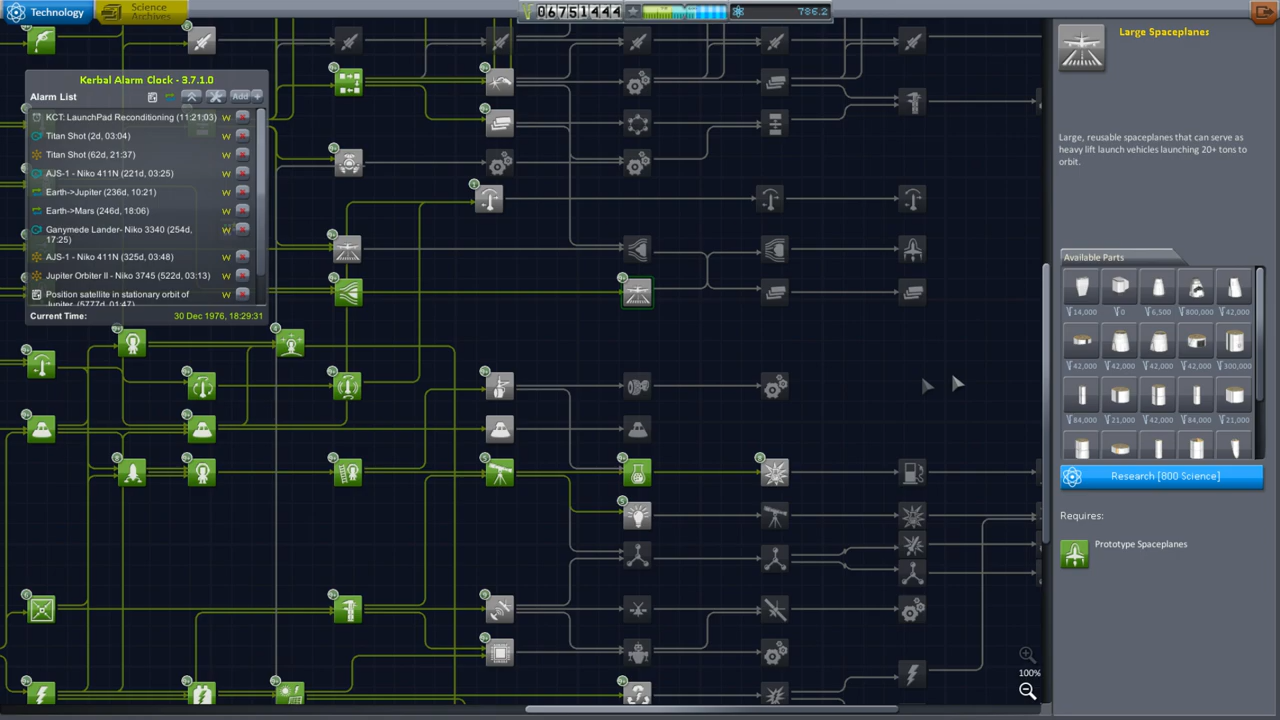 Technology
Science
Archives
06751444
786.2
Large Spaceplanes
Large, reusable spaceplanes that can serve as
heavy lift launch vehicles launching 20+ tons to
orbit.
Kerbal Alarm Clock - 3.7.1.0
Alarm List
Add
+
KCT: LaunchPad Reconditioning (11:21:03) W
Titan Shot (2d, 03:04) W
Titan Shot (62d, 21:37) W
AJS-1 - Niko 411N (221d, 03:25) W
Earth->Jupiter (236d, 10:21) W
Earth->Mars (246d, 18:06) W
Ganymede Lander- Niko 3340 (254d,
17:25) W
AJS-1 - Niko 411N (325d, 03:48) W
Jupiter Orbiter II - Niko 3745 (522d, 03:13) W
Position satellite in stationary orbit of W
Jupiter. (5777d, 01:47)
Current Time: 30 Dec 1976, 18:29:31
Available Parts
14,000 0 6,500 800,000 42,000
42,000 42,000 42,000 42,000 300,000
84,000 21,000 42,000 84,000 21,000
Research [800 Science]
Requires:
Prototype Spaceplanes
100%